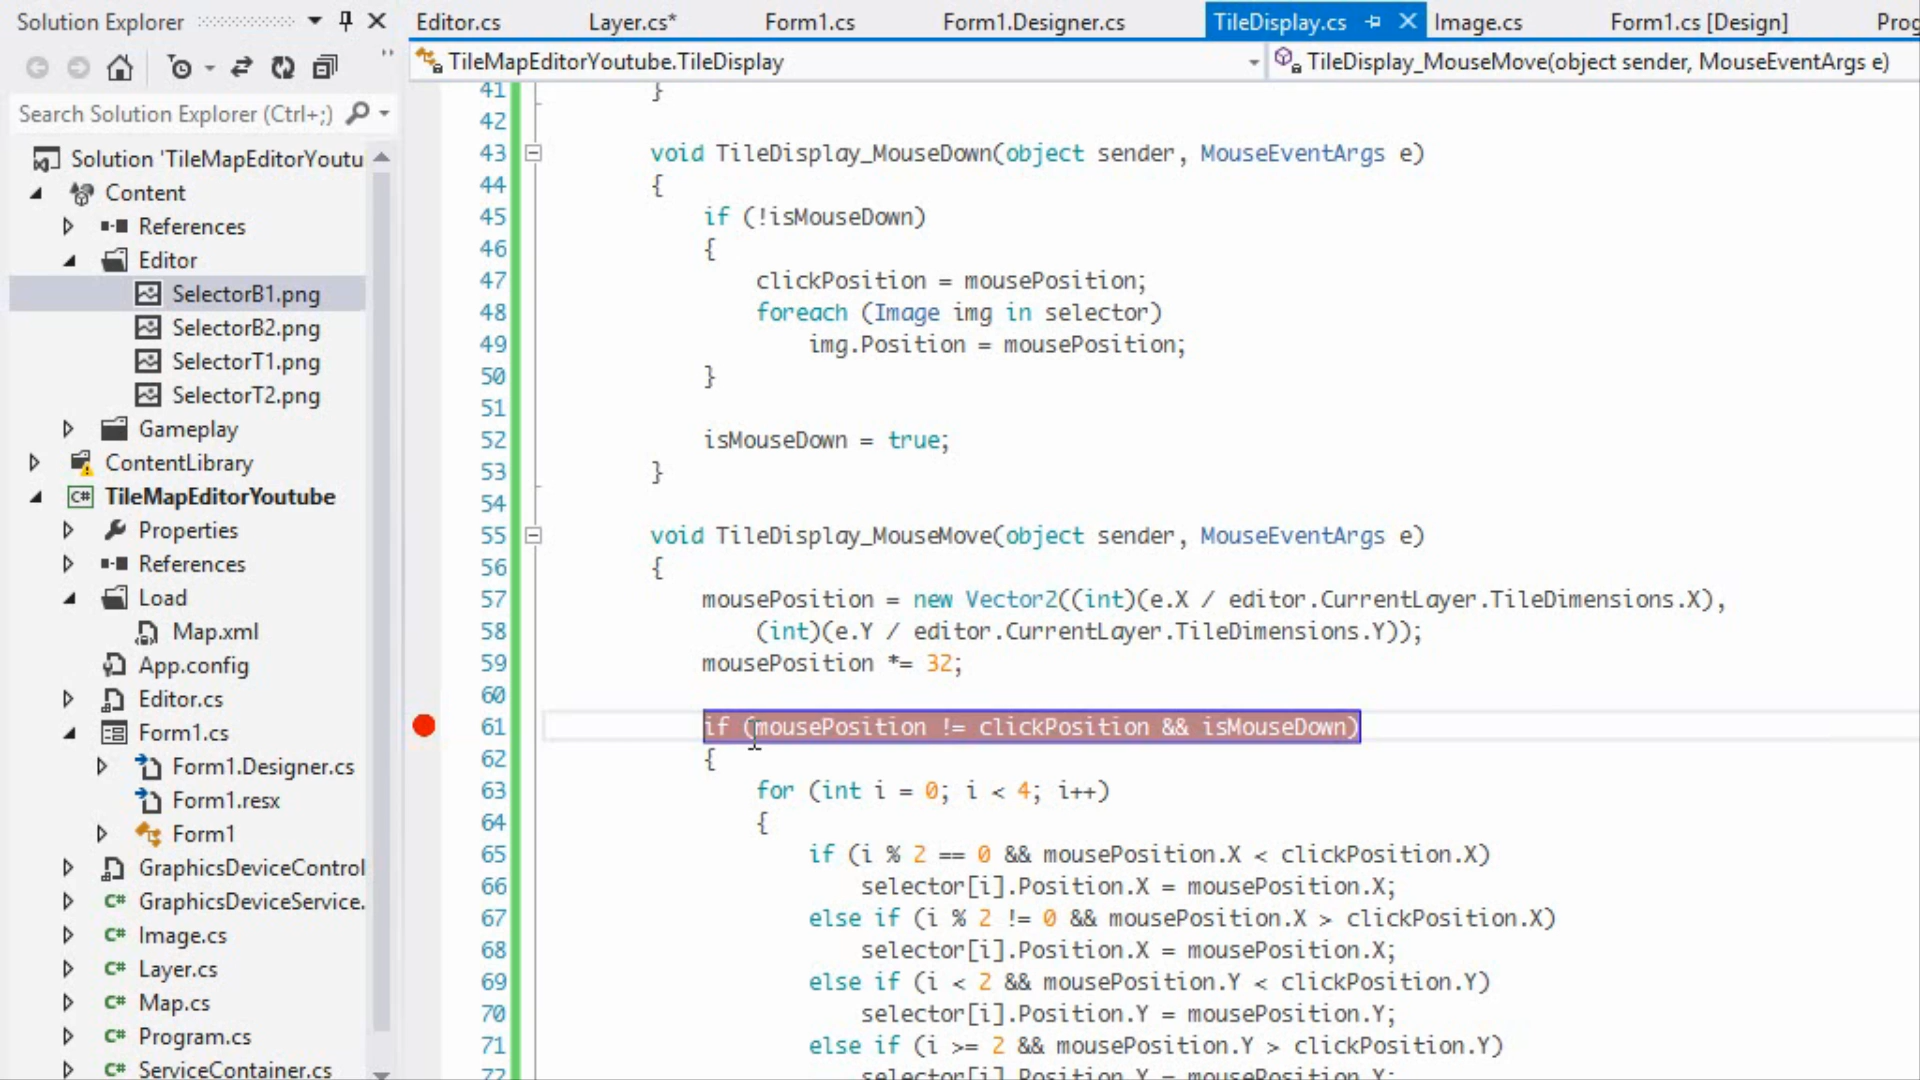 Solution Explorer
Editor.cs
Layer.cs*
Form1.cs
Form1.Designer.cs
TileDisplay.cs
Image.cs
Form1.cs [Design]
Prog
TileMapEditorYoutube.TileDisplay
TileDisplay_MouseMove(object sender, MouseEventArgs e)
Search Solution Explorer (Ctrl+;)
Solution 'TileMapEditorYoutu
Content
References
Editor
SelectorB1.png
SelectorB2.png
SelectorT1.png
SelectorT2.png
Gameplay
ContentLibrary
C# TileMapEditorYoutube
Properties
References
Load
Map.xml
App.config
Editor.cs
Form1.cs
Form1.Designer.cs
Form1.resx
Form1
GraphicsDeviceControl
C# GraphicsDeviceService.
C# Image.cs
C# Layer.cs
C# Map.cs
C# Program.cs
C# ServiceContainer.cs
41 }
42
43 void TileDisplay_MouseDown(object sender, MouseEventArgs e)
44 {
45 if (!isMouseDown)
46 {
47 clickPosition = mousePosition;
48 foreach (Image img in selector)
49 img.Position = mousePosition;
50 }
51
52 isMouseDown = true;
53 }
54
55 void TileDisplay_MouseMove(object sender, MouseEventArgs e)
56 {
57 mousePosition = new Vector2((int)(e.X / editor.CurrentLayer.TileDimensions.X),
58 (int)(e.Y / editor.CurrentLayer.TileDimensions.Y));
59 mousePosition *= 32;
60
61 if (mousePosition != clickPosition && isMouseDown)
62 {
63 for (int i = 0; i < 4; i++)
64 {
65 if (i % 2 == 0 && mousePosition.X < clickPosition.X)
66 selector[i].Position.X = mousePosition.X;
67 else if (i % 2 != 0 && mousePosition.X > clickPosition.X)
68 selector[i].Position.X = mousePosition.X;
69 else if (i < 2 && mousePosition.Y < clickPosition.Y)
70 selector[i].Position.Y = mousePosition.Y;
71 else if (i >= 2 && mousePosition.Y > clickPosition.Y)
72 selector[i].Position.Y = mousePosition.Y;